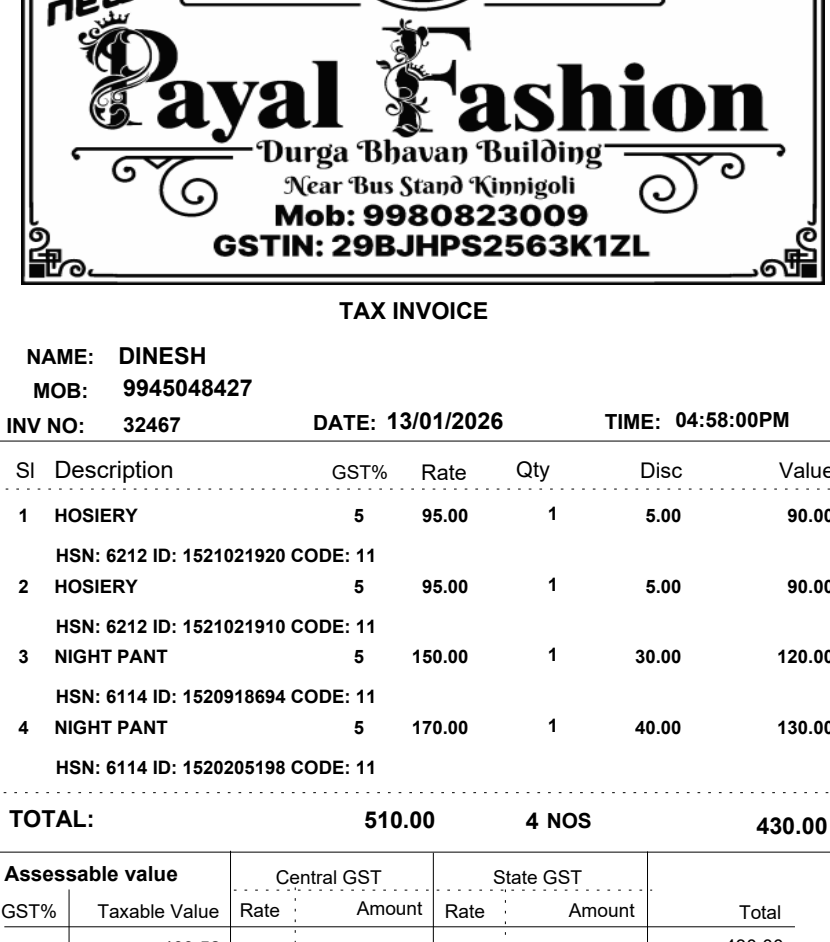 new
Payal Fashion
Durga Bhavan Building
Near Bus Stand Kinnigoli
Mob: 9980823009
GSTIN: 29BJHPS2563K1ZL
TAX INVOICE
NAME: DINESH
MOB: 9945048427
INV NO: 32467 DATE: 13/01/2026 TIME: 04:58:00PM
Sl Description GST% Rate Qty Disc Value
1 HOSIERY 5 95.00 1 5.00 90.00
HSN: 6212 ID: 1521021920 CODE: 11
2 HOSIERY 5 95.00 1 5.00 90.00
HSN: 6212 ID: 1521021910 CODE: 11
3 NIGHT PANT 5 150.00 1 30.00 120.00
HSN: 6114 ID: 1520918694 CODE: 11
4 NIGHT PANT 5 170.00 1 40.00 130.00
HSN: 6114 ID: 1520205198 CODE: 11
TOTAL: 510.00 4 NOS 430.00
Assessable value Central GST State GST
GST% Taxable Value Rate Amount Rate Amount Total